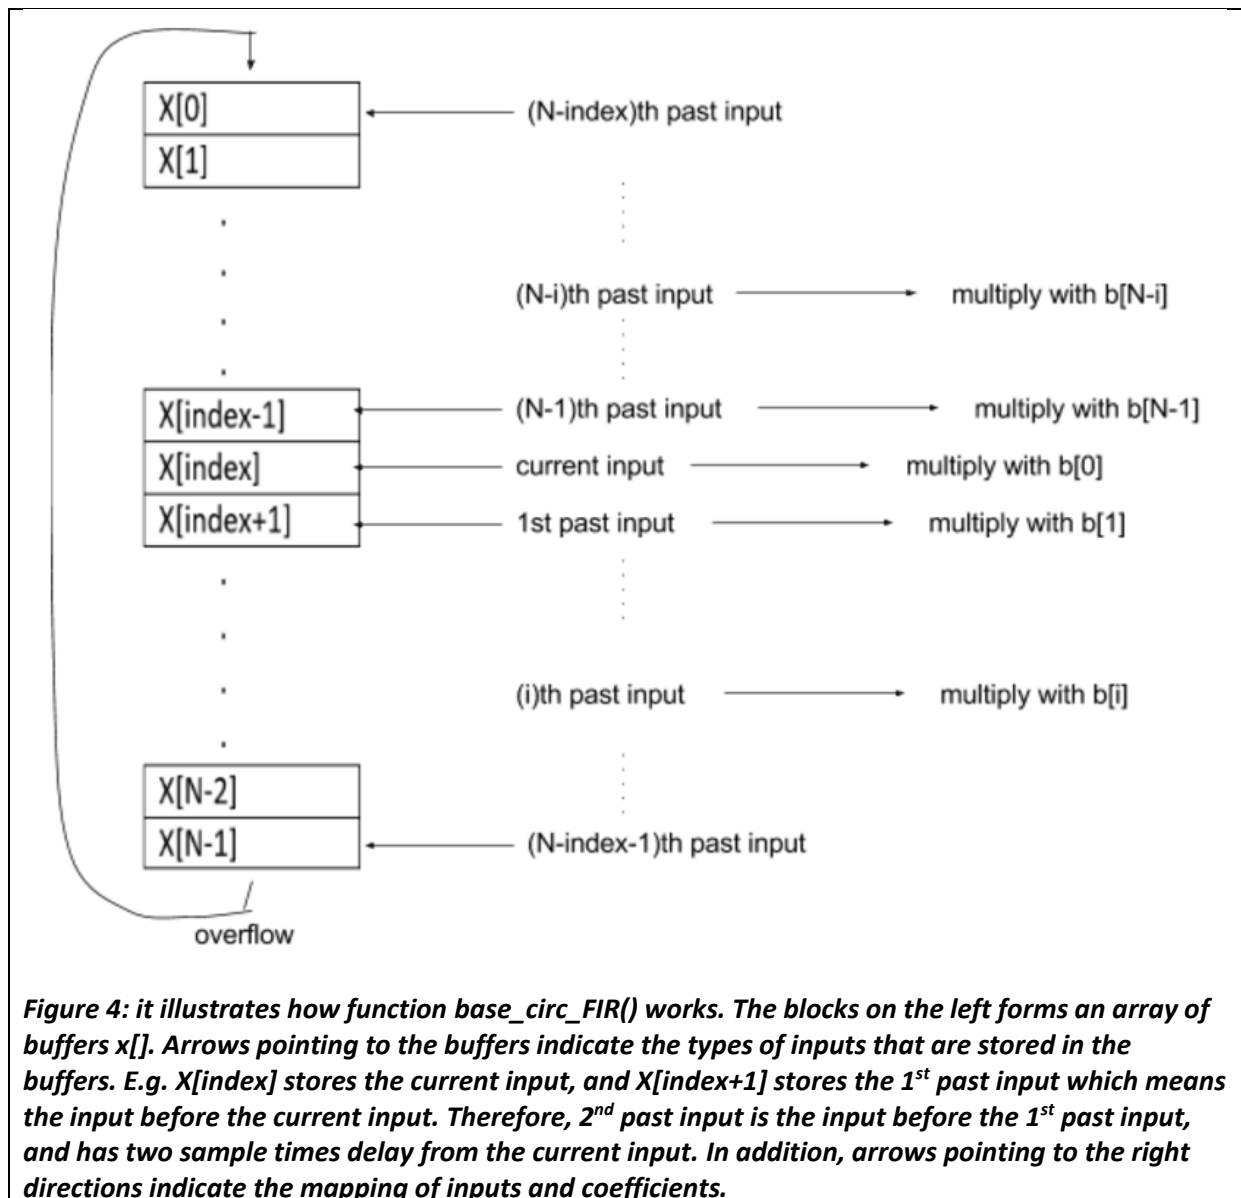 X[0]
(N-index)th past input
X[1]
(N-i)th past input
multiply with b[N-i]
X[index-1]
(N-1)th past input
multiply with b[N-1]
X[index]
current input
multiply with b[0]
X[index+1]
1st past input
multiply with b[1]
(i)th past input
multiply with b[i]
X[N-2]
X[N-1]
(N-index-1)th past input
overflow
Figure 4: it illustrates how function base_circ_FIR() works. The blocks on the left forms an array of
buffers x[]. Arrows pointing to the buffers indicate the types of inputs that are stored in the
buffers. E.g. X[index] stores the current input, and X[index+1] stores the 1st past input which means
the input before the current input. Therefore, 2nd past input is the input before the 1st past input,
and has two sample times delay from the current input. In addition, arrows pointing to the right
directions indicate the mapping of inputs and coefficients.